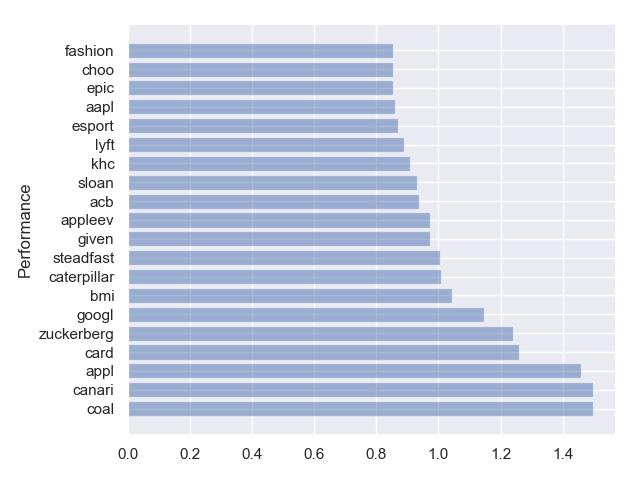 fashion
choo
epic
aapl
esport
lyft
khc
sloan
acb
appleev
given
steadfast
caterpillar
bmi
googl
zuckerberg
card
appl
canari
coal
Performance
0.0 0.2 0.4 0.6 0.8 1.0 1.2 1.4